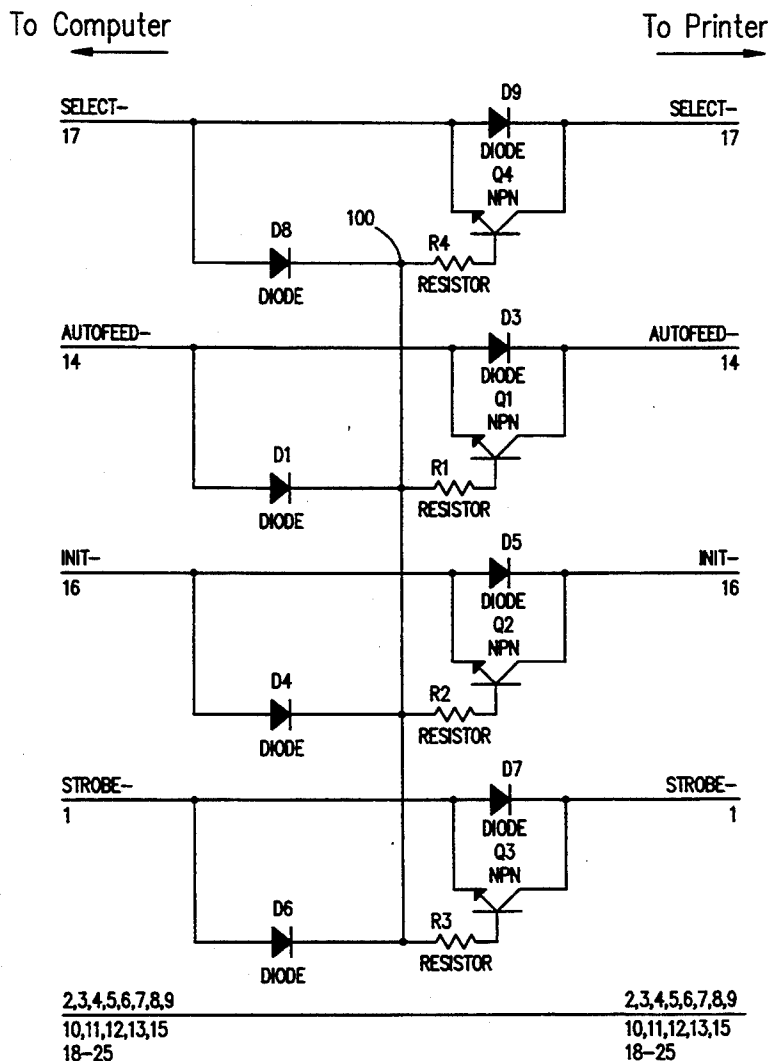 To Computer
To Printer
D9
SELECT-
SELECT-
17
DIODE
17
Q4
NPN
100
D8
R4
DIODE
RESISTOR
D3
AUTOFEED-
AUTOFEED-
14
DIODE
14
Q1
NPN
D1
R1
DIODE
RESISTOR
D5
INIT-
INIT-
16
DIODE
16
Q2
NPN
D4
R2
DIODE
RESISTOR
D7
STROBE-
STROBE-
1
DIODE
1
Q3
NPN
D6
R3
DIODE
RESISTOR
2,3,4,5,6,7,8,9
2,3,4,5,6,7,8,9
10,11,12,13,15
10,11,12,13,15
18-25
18-25